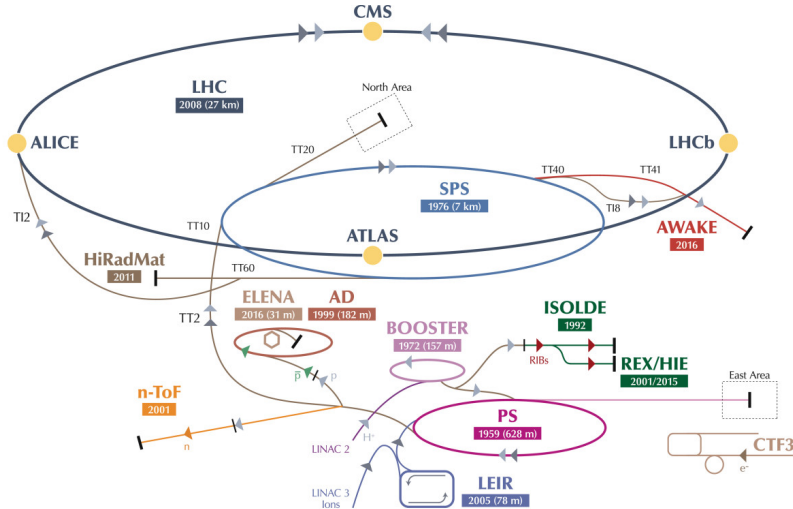 CMS
LHC
2008 (27 km)
North Area
TT20
ALICE
LHCb
TT40
TT41
SPS
1976 (7 km)
TI8
TI2
TT10
AWAKE
2016
ATLAS
HiRadMat
2011
TT60
ELENA
2016 (31 m)
AD
1999 (182 m)
TT2
BOOSTER
1972 (157 m)
ISOLDE
1992
RIBs
REX/HIE
2001/2015
p̅
p
East Area
n-ToF
2001
n
H⁻
PS
1959 (628 m)
LINAC 2
CTF3
e⁻
LEIR
2005 (78 m)
LINAC 3
Ions